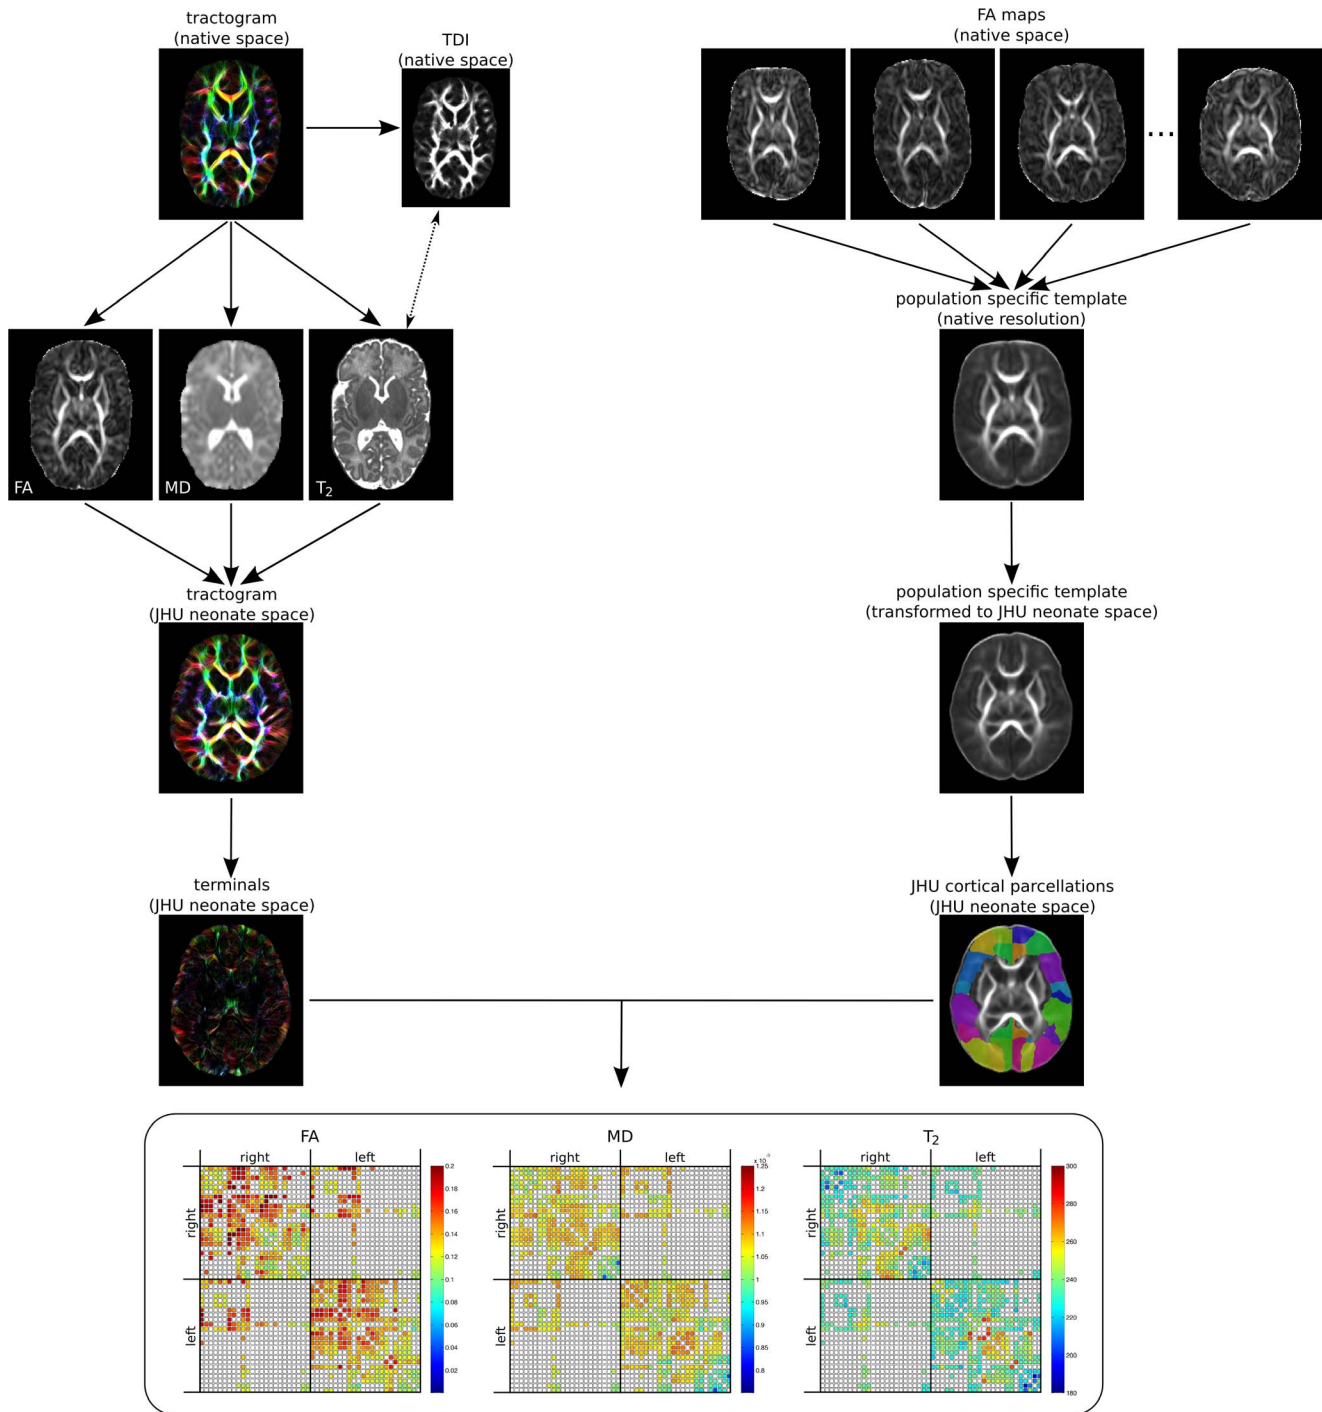 tractogram
(native space)
TDI
(native space)
FA maps
(native space)
...
population specific template
(native resolution)
FA
MD
T2
tractogram
(JHU neonate space)
population specific template
(transformed to JHU neonate space)
terminals
(JHU neonate space)
JHU cortical parcellations
(JHU neonate space)
FA
right
left
right
left
0.2
0.18
0.16
0.14
0.12
0.1
0.08
0.06
0.04
0.02
MD
right
left
1.25
1.2
1.15
1.1
1.05
1
0.95
0.9
0.85
0.8
T2
right
left
right
left
300
280
260
240
220
200
180